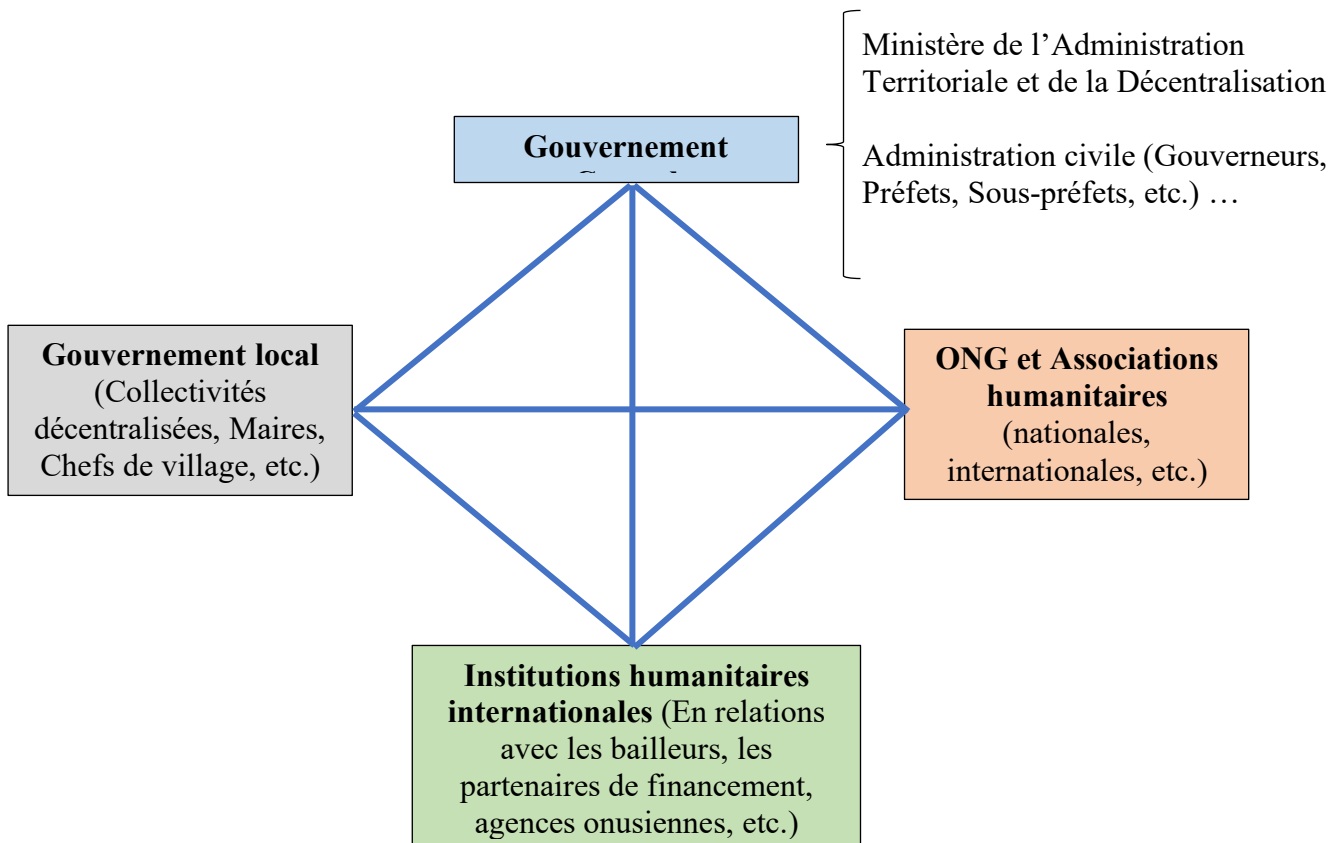 Ministère de l’Administration
Territoriale et de la Décentralisation
Administration civile (Gouverneurs,
Préfets, Sous-préfets, etc.) …
Gouvernement
Gouvernement local
(Collectivités
décentralisées, Maires,
Chefs de village, etc.)
ONG et Associations
humanitaires
(nationales,
internationales, etc.)
Institutions humanitaires
internationales (En relations
avec les bailleurs, les
partenaires de financement,
agences onusiennes, etc.)